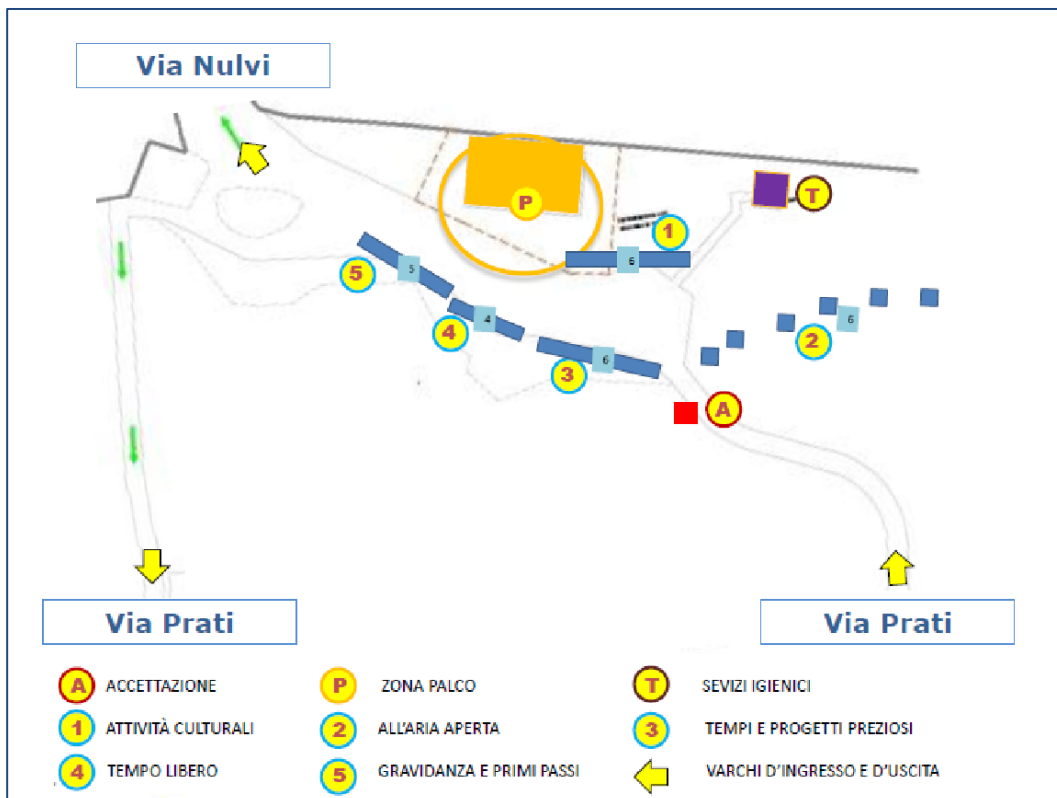 Via Nulvi
P
T
1
6
5
5
6
4
4
2
6
3
A
Via Prati
Via Prati
A ACCETTAZIONE
P ZONA PALCO
T SEVIZI IGIENICI
1 ATTIVITÀ CULTURALI
2 ALL'ARIA APERTA
3 TEMPI E PROGETTI PREZIOSI
4 TEMPO LIBERO
5 GRAVIDANZA E PRIMI PASSI
VARCHI D'INGRESSO E D'USCITA